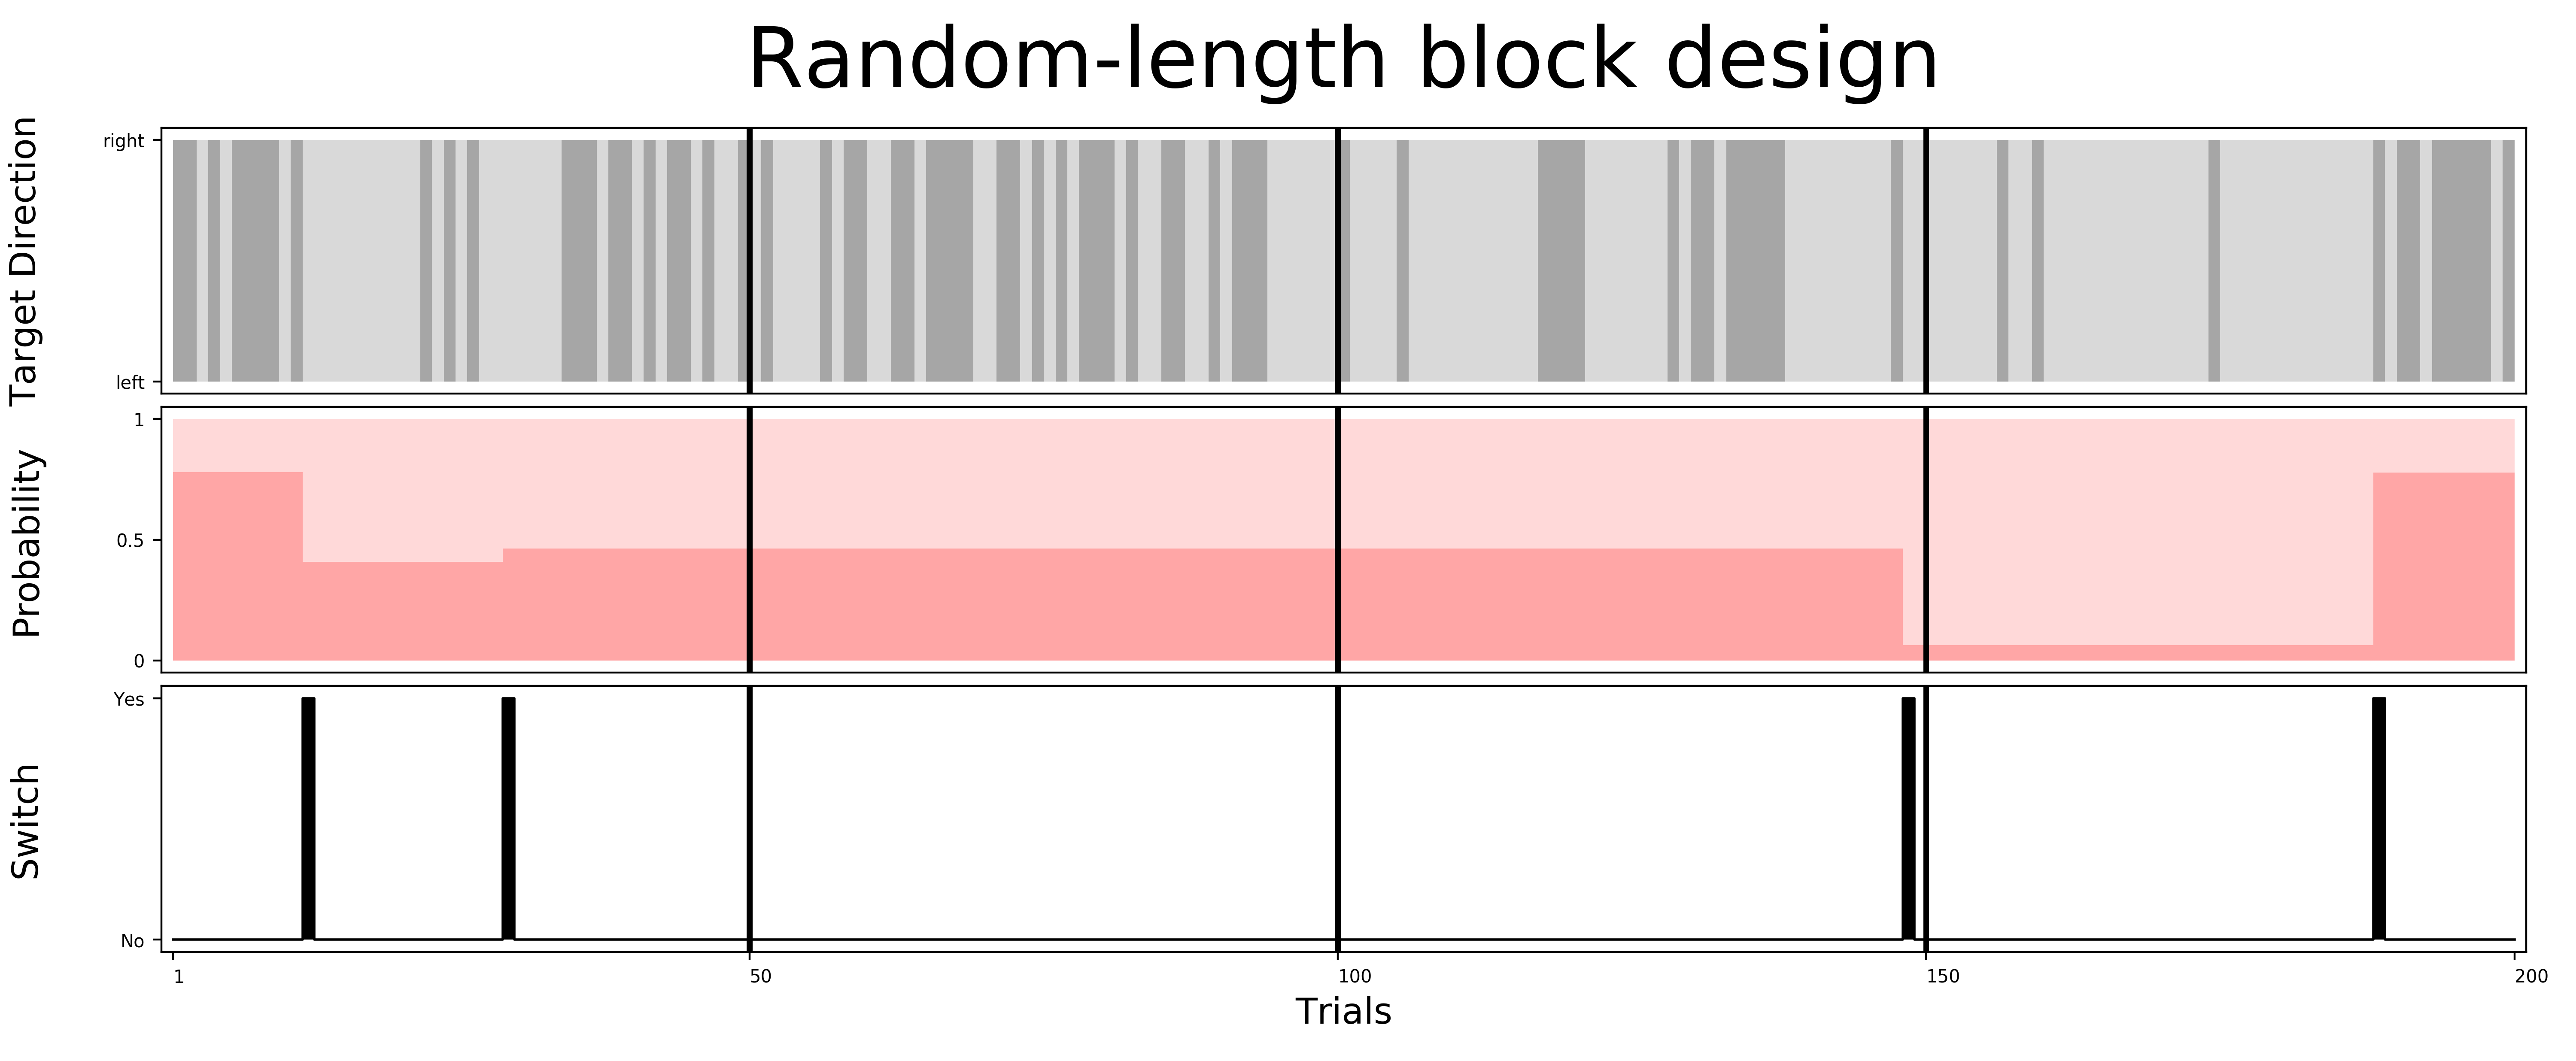 Random-length block design
Target Direction
right
left
Probability
1
0.5
0
Switch
Yes
No
1
50
100
150
200
Trials